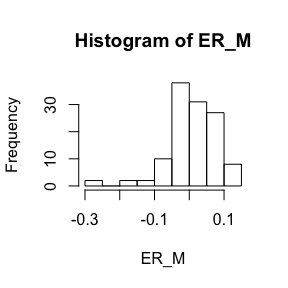 Histogram of ER_M
Frequency
30
10
0
-0.3 -0.1 0.1
ER_M